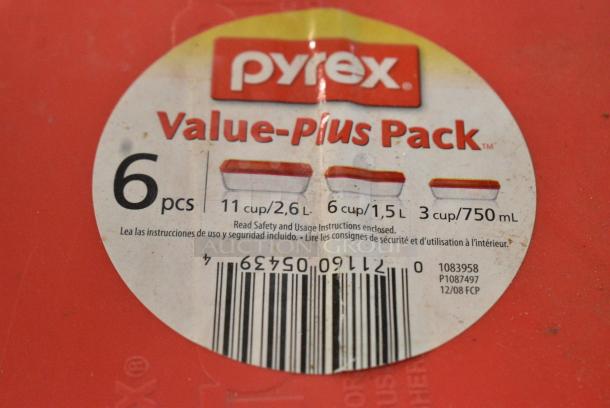 pyrex®
Value-Plus Pack™
6 pcs
11 cup/2,6 L 6 cup/1,5 L 3 cup/750 mL
Read Safety and Usage Instructions enclosed.
Lea las instrucciones de uso y seguridad incluido. • Lire les consignes de sécurité et d'utilisation à l'intérieur.
AUCTION GROUP
0 71160 05439 4
1083958
P1087497
12/08 FCP